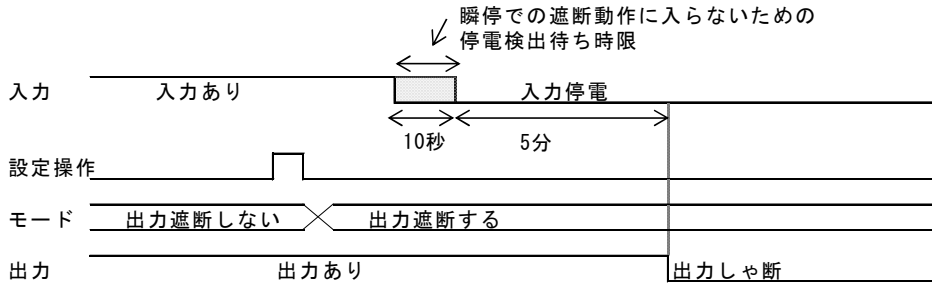 瞬停での遮断動作に入らないための
停電検出待ち時限
入力
入力あり
入力停電
10秒
5分
設定操作
モード
出力遮断しない
出力遮断する
出力
出力あり
出力しゃ断